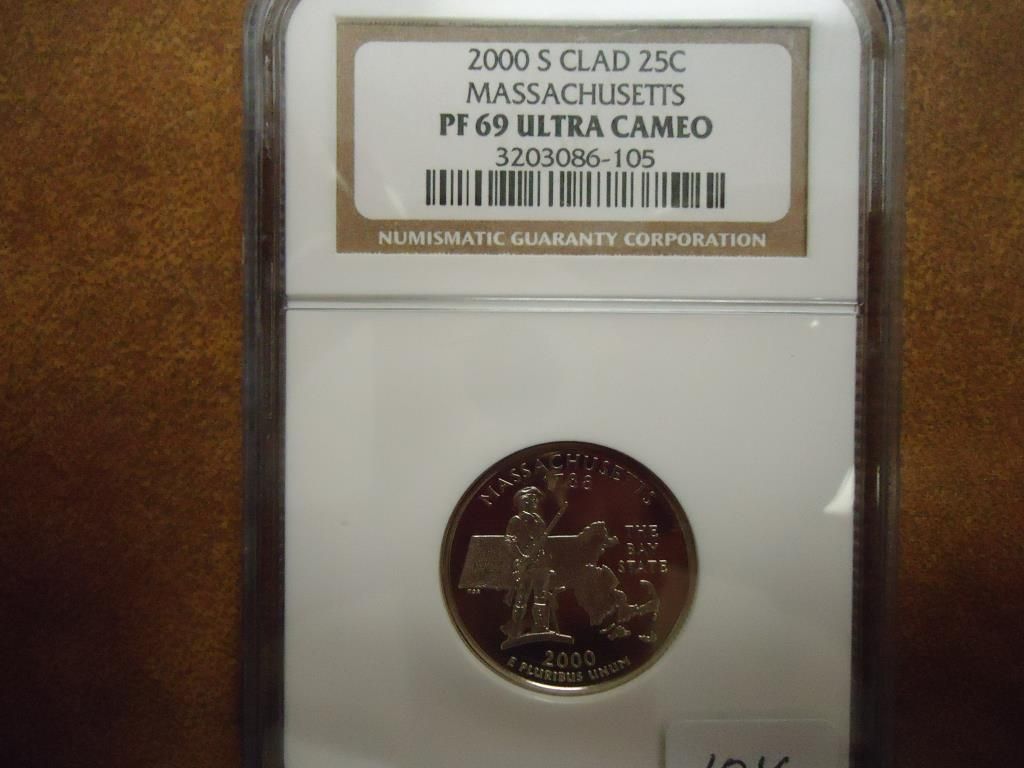 2000 S CLAD 25C
MASSACHUSETTS
PF 69 ULTRA CAMEO
3203086-105
NUMISMATIC GUARANTY CORPORATION
MASSACHUSETTS
1788
THE
BAY
STATE
2000
E PLURIBUS UNUM